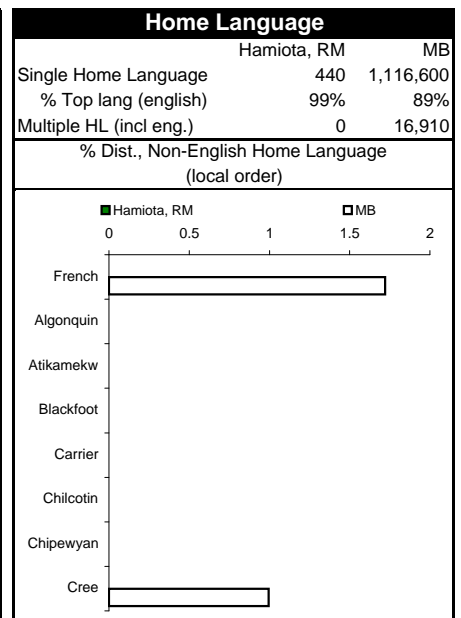 Home Language
Hamiota, RM MB
Single Home Language 440 1,116,600
% Top lang (english) 99% 89%
Multiple HL (incl eng.) 0 16,910
% Dist., Non-English Home Language
(local order)
Hamiota, RM MB
0 0.5 1 1.5 2
French
Algonquin
Atikamekw
Blackfoot
Carrier
Chilcotin
Chipewyan
Cree